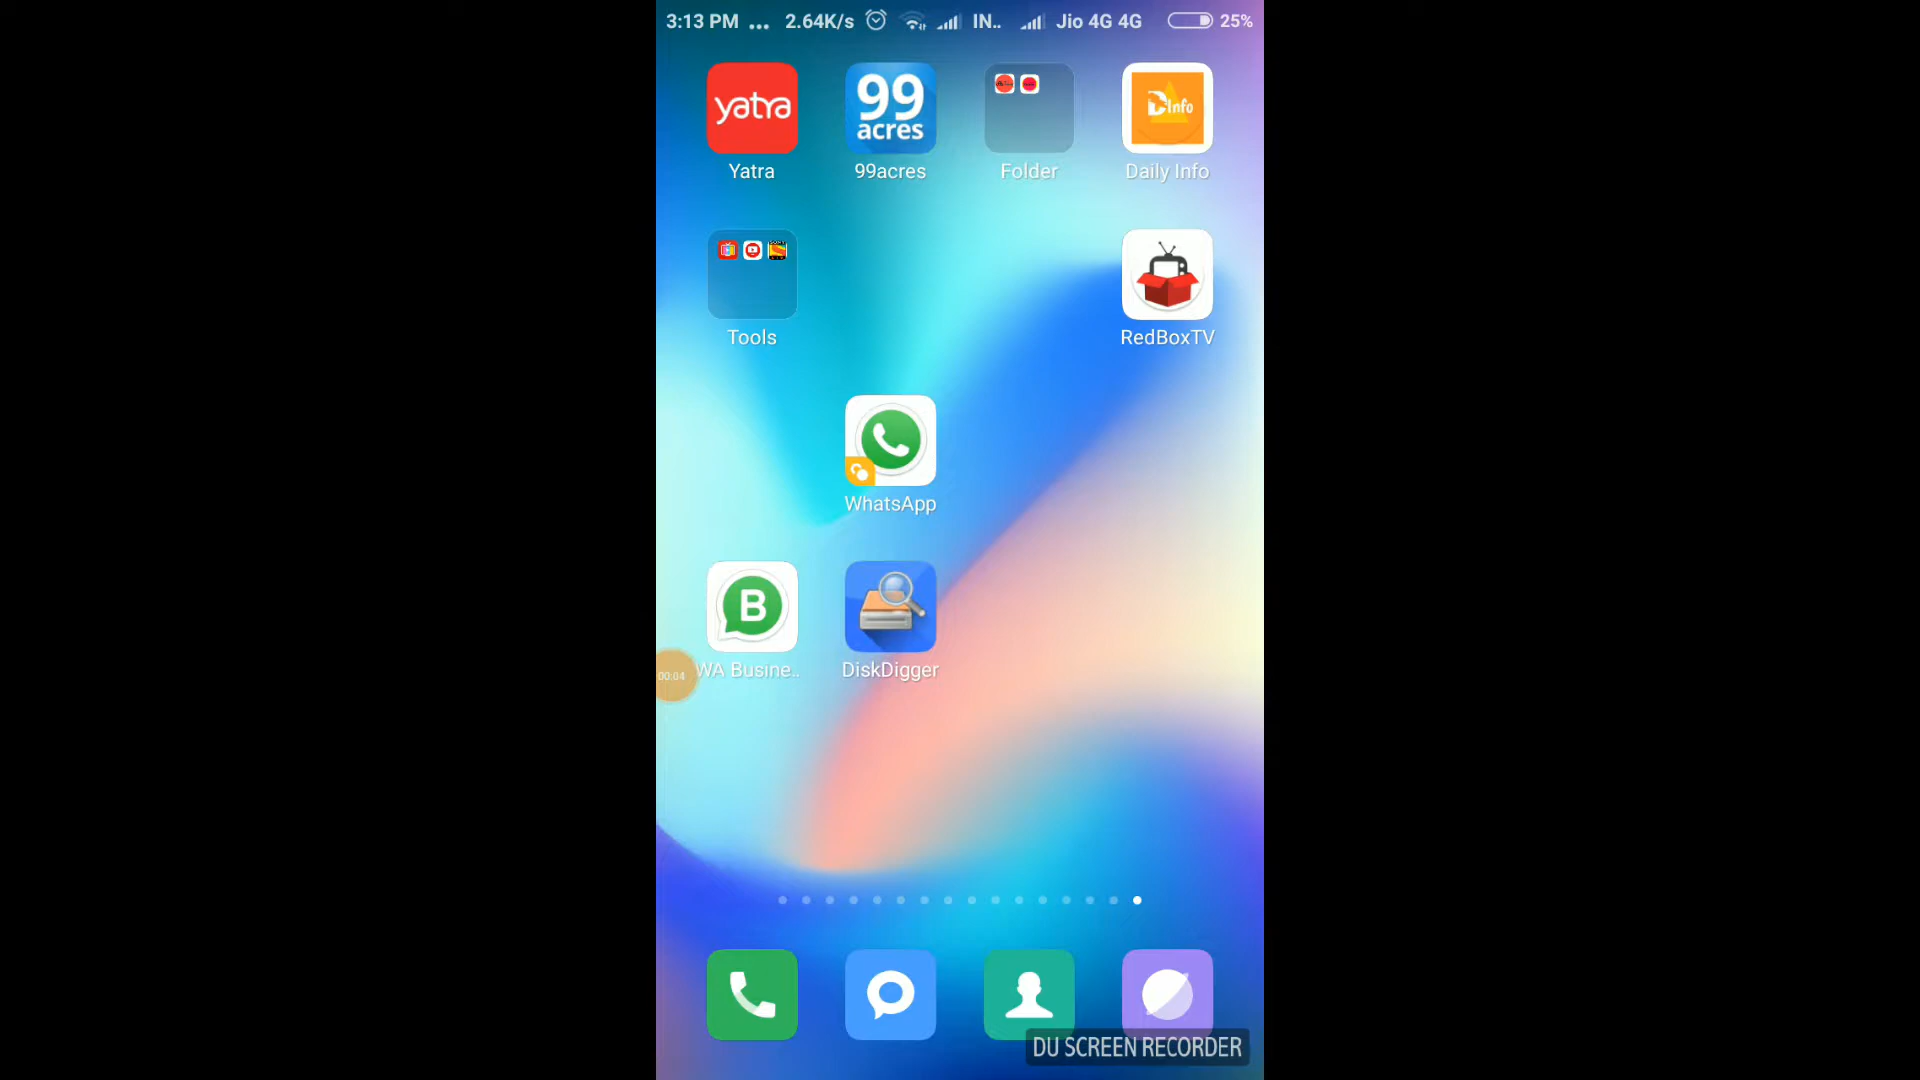 3:13 PM ... 2.64K/s IN.. Jio 4G 4G 25%
yatra
99
acres
DInfo
Yatra
99acres
Folder
Daily Info
Tools
RedBoxTV
WhatsApp
B
WA Busine..
DiskDigger
00:04
DU SCREEN RECORDER